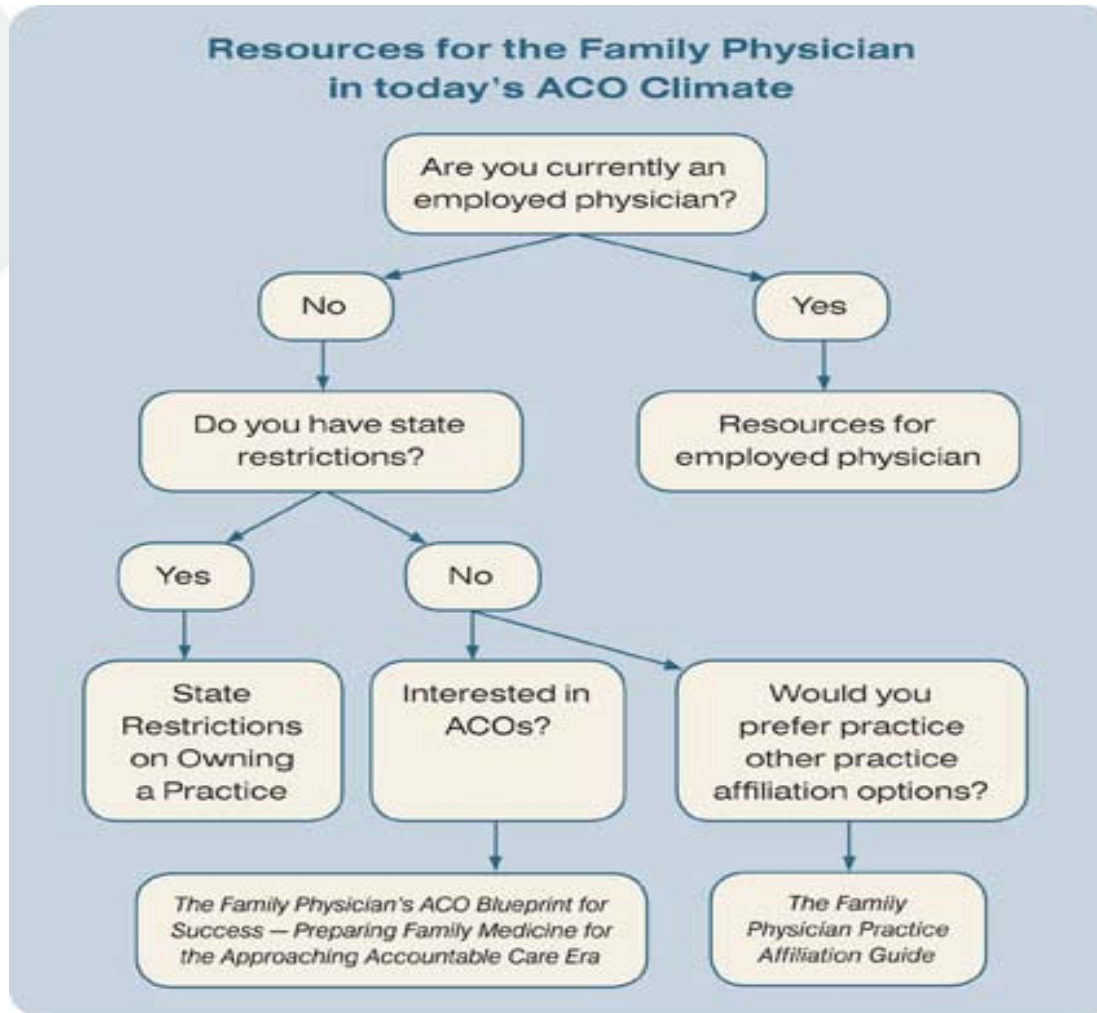 Resources for the Family Physician
in today's ACO Climate
Are you currently an
employed physician?
No
Yes
Do you have state
restrictions?
Resources for
employed physician
Yes
No
State
Restrictions
on Owning
a Practice
Interested in
ACOs?
Would you
prefer practice
other practice
affiliation options?
The Family Physician's ACO Blueprint for
Success — Preparing Family Medicine for
the Approaching Accountable Care Era
The Family
Physician Practice
Affiliation Guide